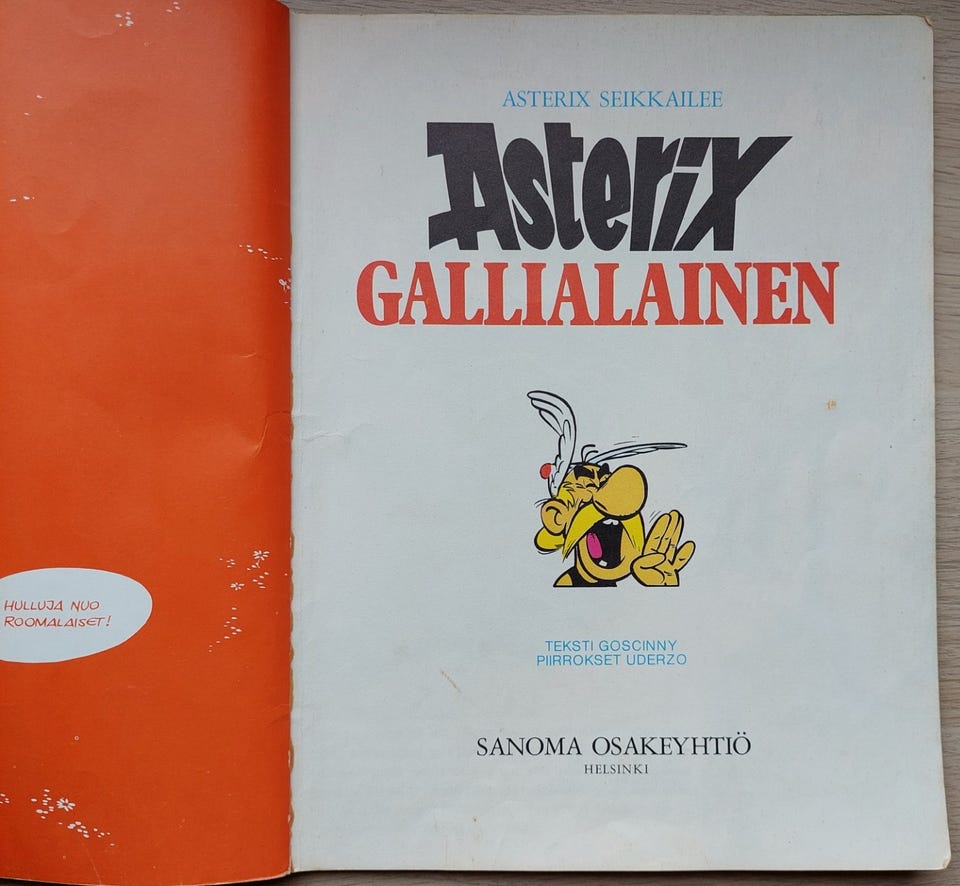 HULLUJA NUO
ROOMALAISET!
ASTERIX SEIKKAILEE
Asterix
GALLIALAINEN
TEKSTI GOSCINNY
PIIRROKSET UDERZO
SANOMA OSAKEYHTIÖ
HELSINKI